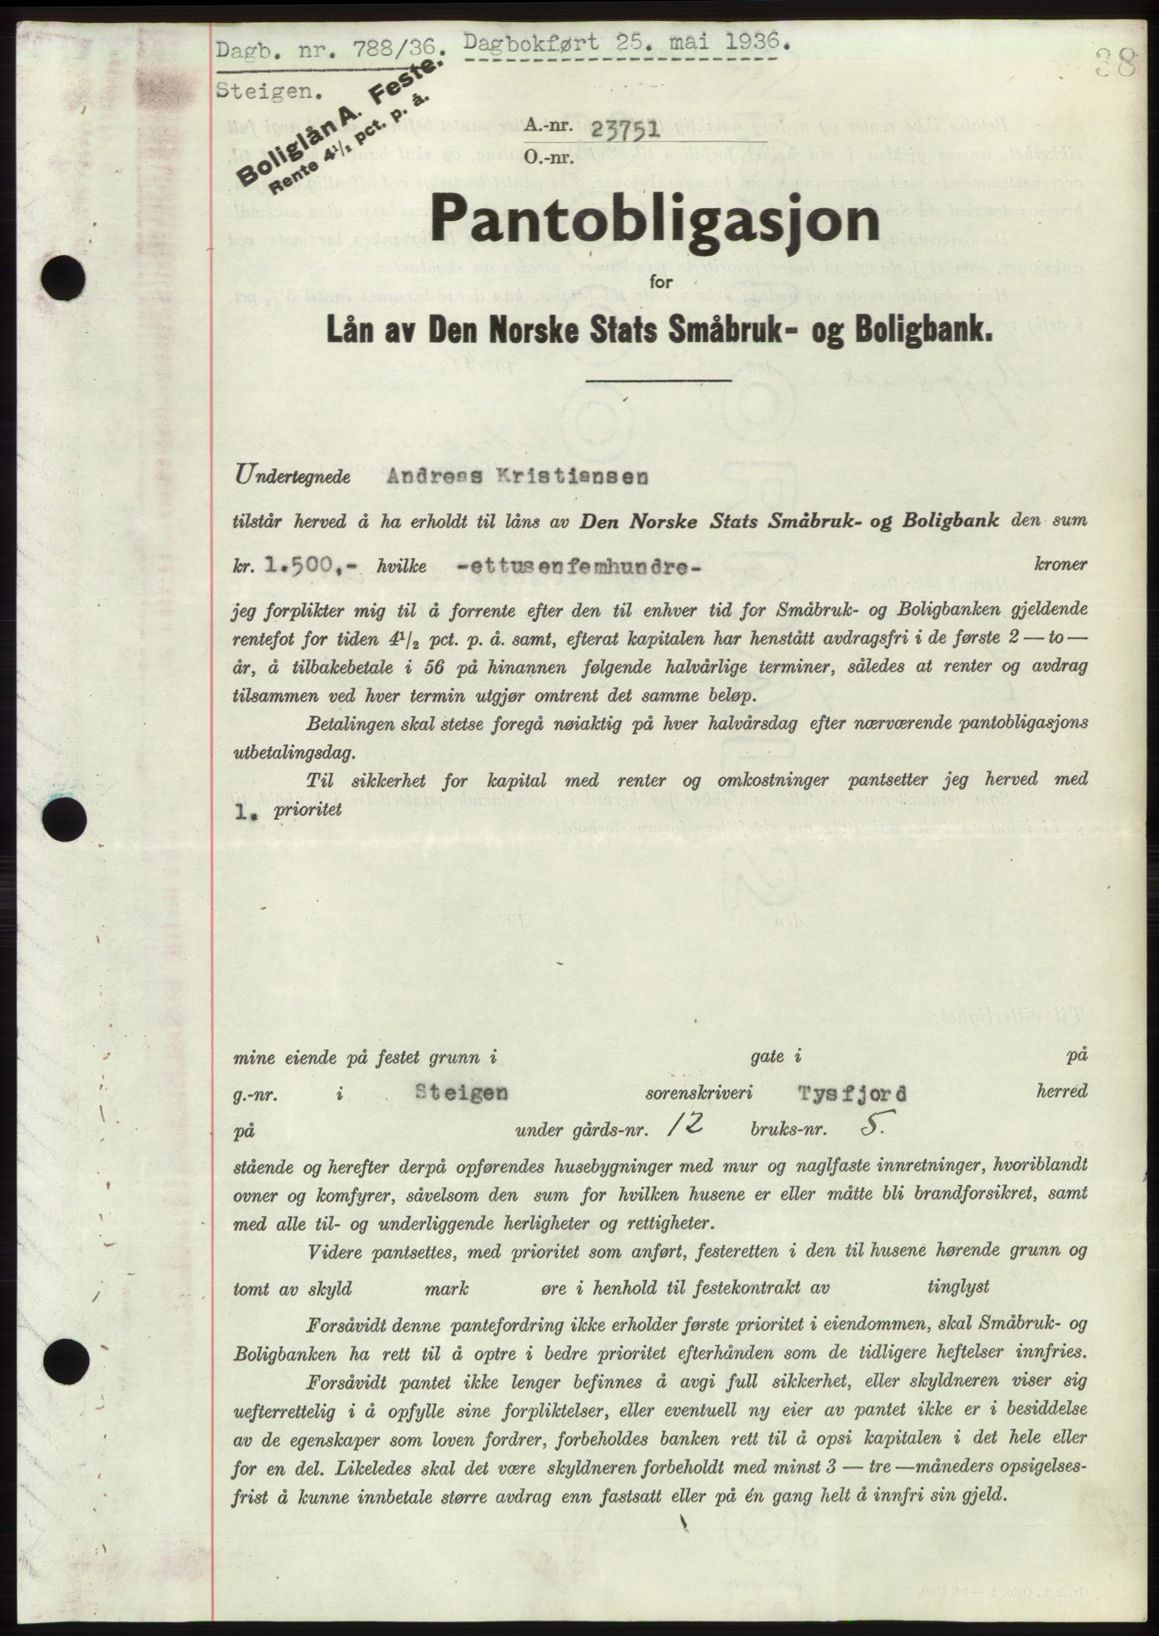 Dagb. nr. 788/36. Dagbokført 25. mai 1936.
38
Steigen.
Boliglån A. Feste.
Rente 4½ pct. p. å.
A.-nr. 23751
O.-nr.
Pantobligasjon
for
Lån av Den Norske Stats Småbruk- og Boligbank.
Undertegnede Andreas Kristiansen
tilstår herved å ha erholdt til låns av Den Norske Stats Småbruk- og Boligbank den sum
kr. 1.500,- hvilke -ettusenfemhundre- kroner
jeg forplikter mig til å forrente efter den til enhver tid for Småbruk- og Boligbanken gjeldende
rentefot for tiden 4½ pct. p. å. samt, efterat kapitalen har henstått avdragsfri i de første 2 — to —
år, å tilbakebetale i 56 på hinannen følgende halvårlige terminer, således at renter og avdrag
tilsammen ved hver termin utgjør omtrent det samme beløp.
Betalingen skal stetse foregå nøiaktig på hver halvårsdag efter nærværende pantobligasjons
utbetalingsdag.
Til sikkerhet for kapital med renter og omkostninger pantsetter jeg herved med
1. prioritet
mine eiende på festet grunn i gate i på
g.-nr. i Steigen sorenskriveri Tysfjord herred
på under gårds-nr. 12 bruks-nr. 5.
stående og herefter derpå opførendes husebygninger med mur og naglfaste innretninger, hvoriblandt
ovner og komfyrer, såvelsom den sum for hvilken husene er eller måtte bli brandforsikret, samt
med alle til- og underliggende herligheter og rettigheter.
Videre pantsettes, med prioritet som anført, festeretten i den til husene hørende grunn og
tomt av skyld mark øre i henhold til festekontrakt av tinglyst
Forsåvidt denne pantefordring ikke erholder første prioritet i eiendommen, skal Småbruk- og
Boligbanken ha rett til å optre i bedre prioritet efterhånden som de tidligere heftelser innfries.
Forsåvidt pantet ikke lenger befinnes å avgi full sikkerhet, eller skyldneren viser sig
uefterrettelig i å opfylle sine forpliktelser, eller eventuell ny eier av pantet ikke er i besiddelse
av de egenskaper som loven fordrer, forbeholdes banken rett til å opsi kapitalen i det hele eller
for en del. Likeledes skal det være skyldneren forbeholdt med minst 3 — tre —måneders opsigelses-
frist å kunne innbetale større avdrag enn fastsatt eller på én gang helt å innfri sin gjeld.